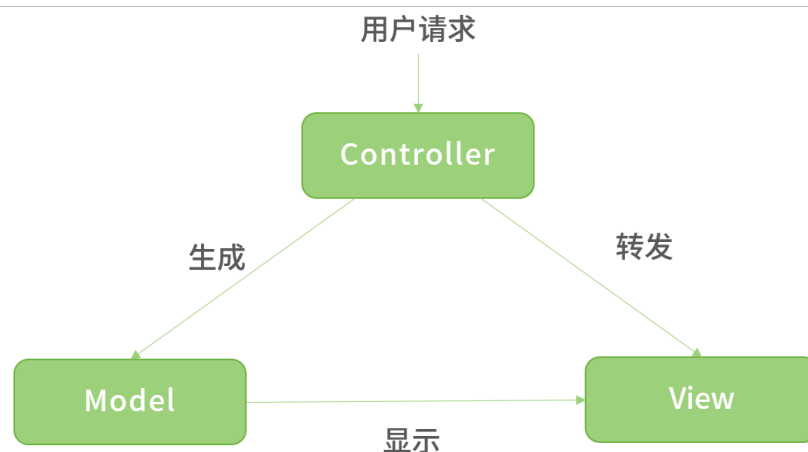 用户请求
Controller
生成
转发
Model
View
显示